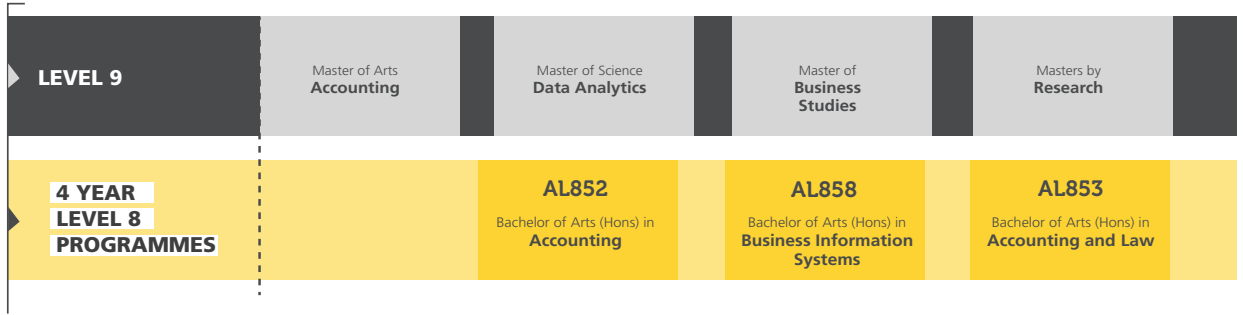 LEVEL 9
Master of Arts
Accounting
Master of Science
Data Analytics
Master of
Business
Studies
Masters by
Research
4 YEAR
LEVEL 8
PROGRAMMES
AL852
Bachelor of Arts (Hons) in
Accounting
AL858
Bachelor of Arts (Hons) in
Business Information
Systems
AL853
Bachelor of Arts (Hons) in
Accounting and Law